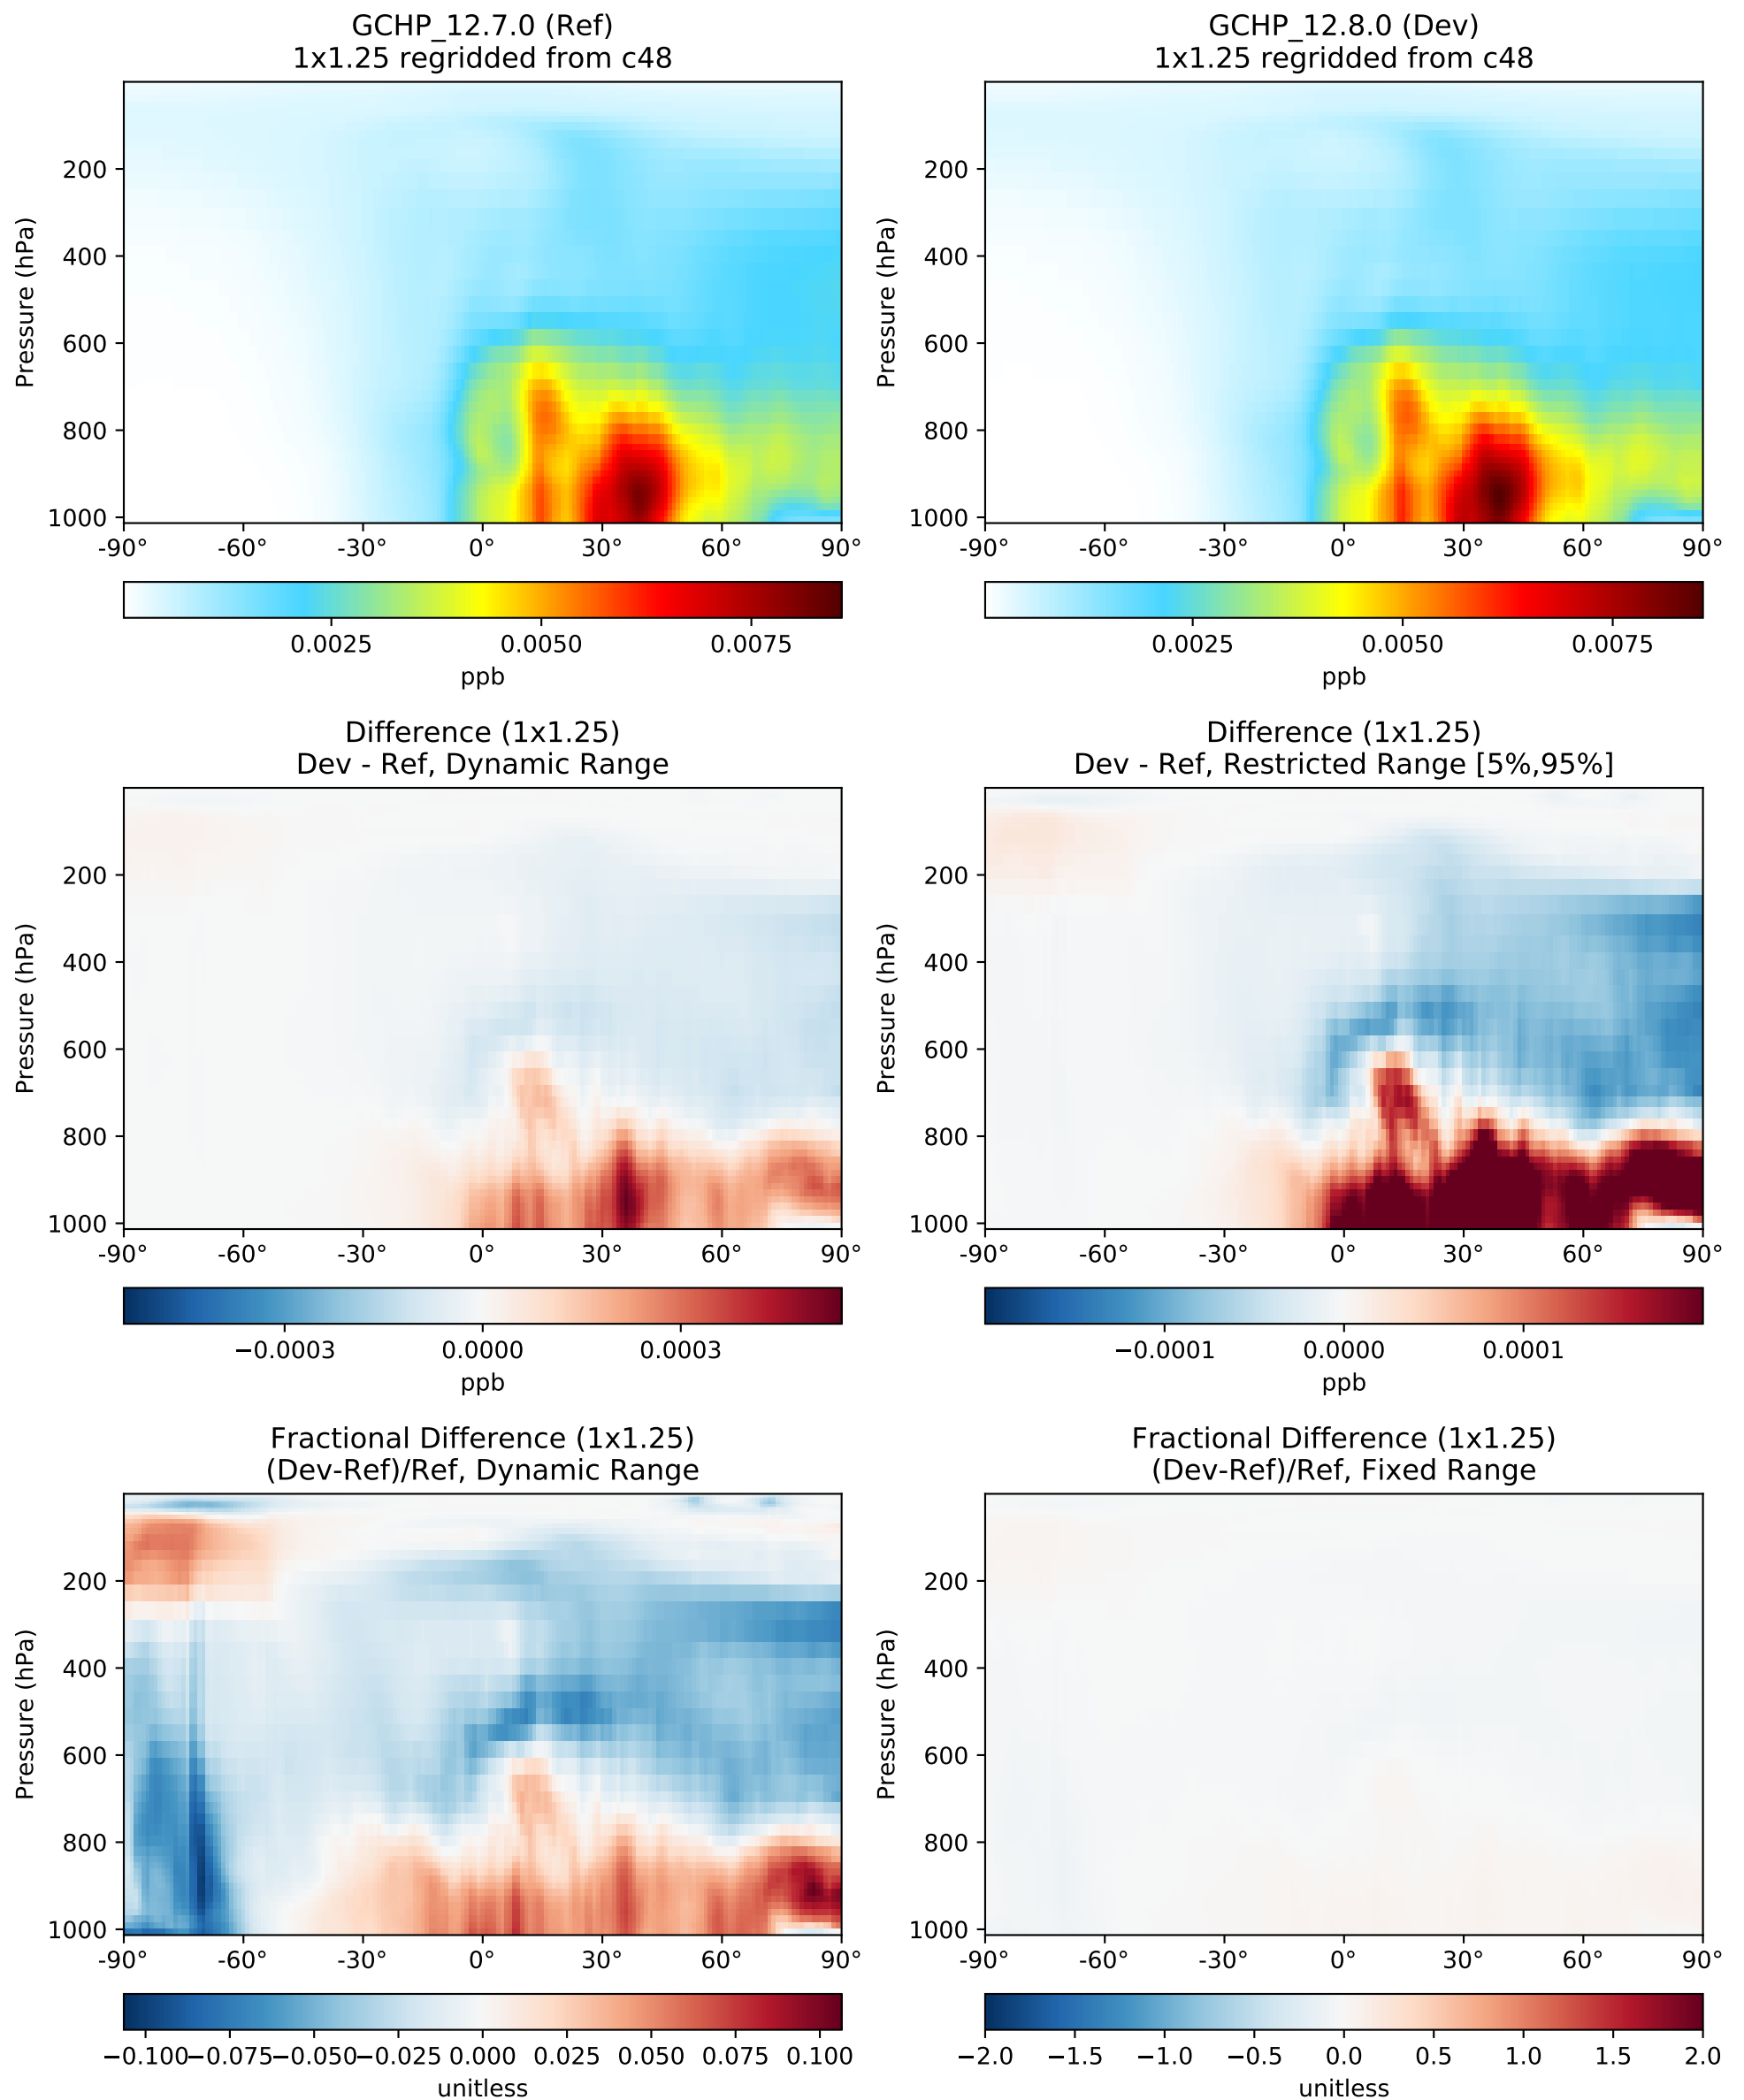 GCHP_12.7.0 (Ref)
1x1.25 regridded from c48
Pressure (hPa)
200
400
600
800
1000
-90° -60° -30° 0° 30° 60° 90°
0.0025 0.0050 0.0075
ppb
GCHP_12.8.0 (Dev)
1x1.25 regridded from c48
Pressure (hPa)
200
400
600
800
1000
-90° -60° -30° 0° 30° 60° 90°
0.0025 0.0050 0.0075
ppb
Difference (1x1.25)
Dev - Ref, Dynamic Range
Pressure (hPa)
200
400
600
800
1000
-90° -60° -30° 0° 30° 60° 90°
−0.0003 0.0000 0.0003
ppb
Difference (1x1.25)
Dev - Ref, Restricted Range [5%,95%]
Pressure (hPa)
200
400
600
800
1000
-90° -60° -30° 0° 30° 60° 90°
−0.0001 0.0000 0.0001
ppb
Fractional Difference (1x1.25)
(Dev-Ref)/Ref, Dynamic Range
Pressure (hPa)
200
400
600
800
1000
-90° -60° -30° 0° 30° 60° 90°
−0.100 −0.075 −0.050 −0.025 0.000 0.025 0.050 0.075 0.100
unitless
Fractional Difference (1x1.25)
(Dev-Ref)/Ref, Fixed Range
Pressure (hPa)
200
400
600
800
1000
-90° -60° -30° 0° 30° 60° 90°
−2.0 −1.5 −1.0 −0.5 0.0 0.5 1.0 1.5 2.0
unitless